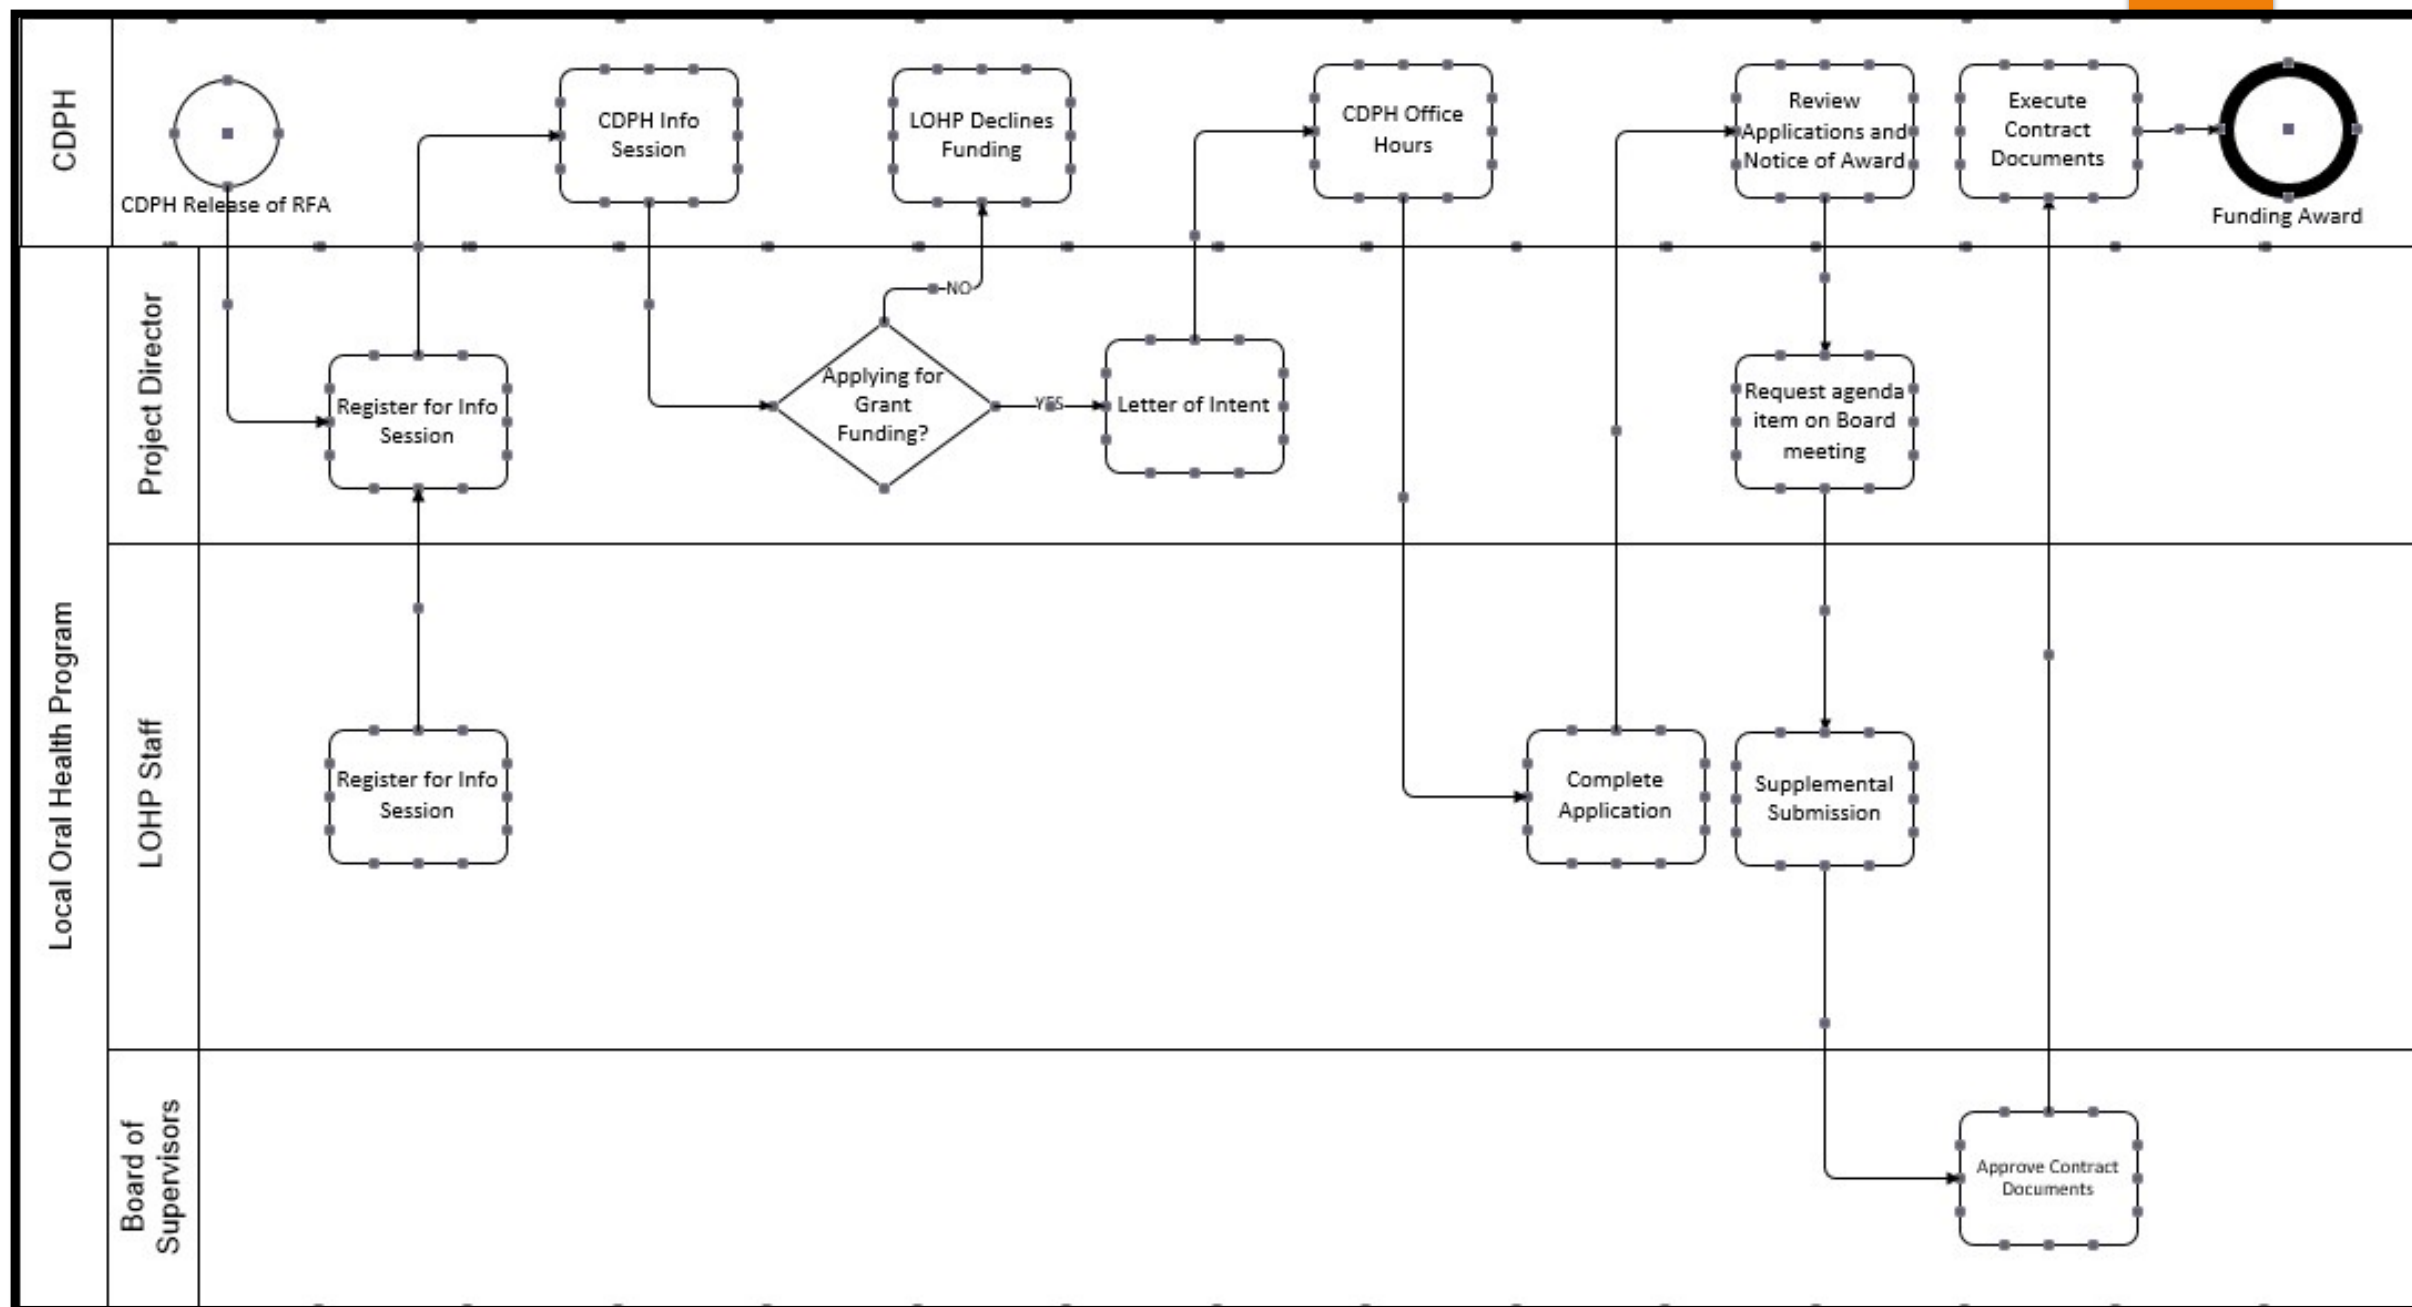 CDPH
CDPH Release of RFA
CDPH Info
Session
LOHP Declines
Funding
CDPH Office
Hours
Review
Applications and
Notice of Award
Execute
Contract
Documents
Funding Award
Local Oral Health Program
Project Director
Register for Info
Session
Applying for
Grant
Funding?
NO
YES
Letter of Intent
Request agenda
item on Board
meeting
LOHP Staff
Register for Info
Session
Complete
Application
Supplemental
Submission
Board of
Supervisors
Approve Contract
Documents